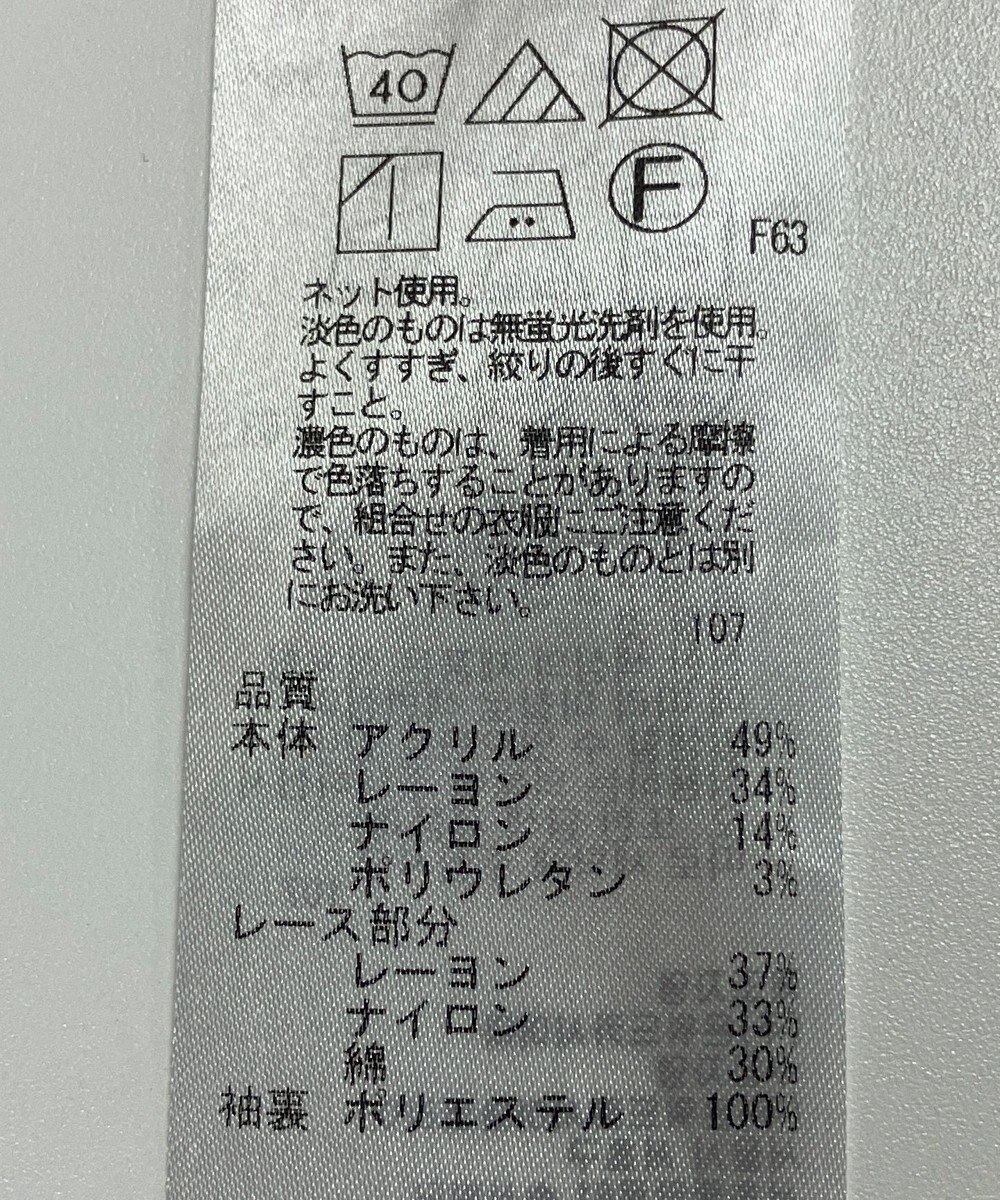 40
F
F63
ネット使用。
淡色のものは無蛍光洗剤を使用。
よくすすぎ、絞りの後すぐに干
すこと。
濃色のものは、着用による摩擦
で色落ちすることがありますの
で、組合せの衣服にご注意くだ
さい。また、淡色のものとは別
にお洗い下さい。
107
品質
本体 アクリル 49%
レーヨン 34%
ナイロン 14%
ポリウレタン 3%
レース部分
レーヨン 37%
ナイロン 33%
綿 30%
袖裏 ポリエステル 100%